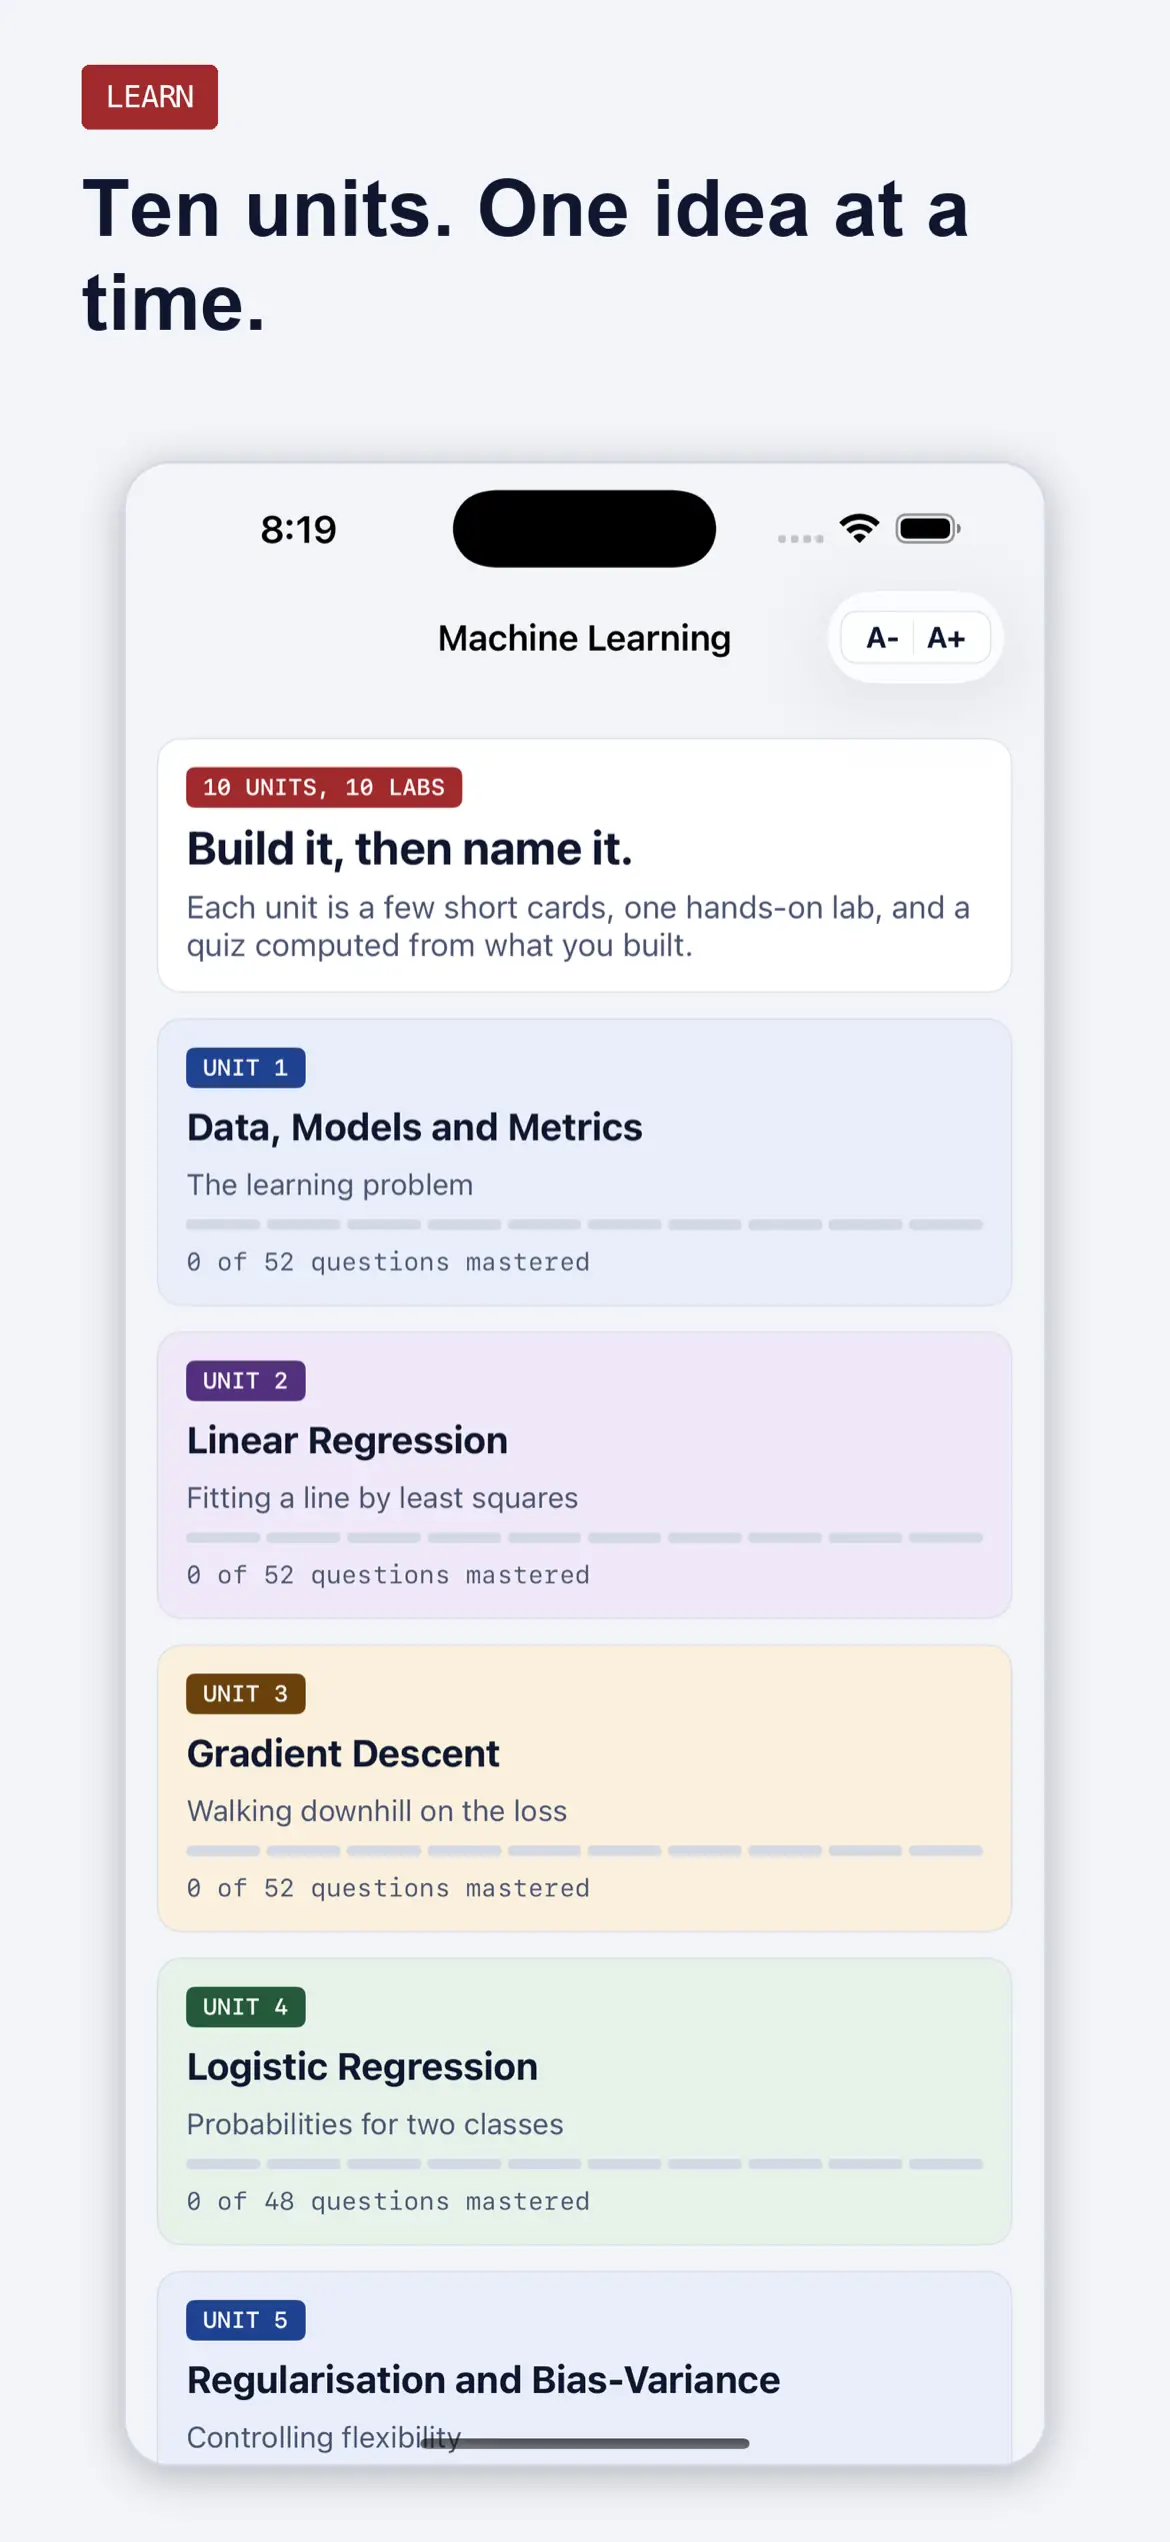 LEARN
Ten units. One idea at a
time.
8:19
Machine Learning
A- A+
10 UNITS, 10 LABS
Build it, then name it.
Each unit is a few short cards, one hands-on lab, and a
quiz computed from what you built.
UNIT 1
Data, Models and Metrics
The learning problem
0 of 52 questions mastered
UNIT 2
Linear Regression
Fitting a line by least squares
0 of 52 questions mastered
UNIT 3
Gradient Descent
Walking downhill on the loss
0 of 52 questions mastered
UNIT 4
Logistic Regression
Probabilities for two classes
0 of 48 questions mastered
UNIT 5
Regularisation and Bias-Variance
Controlling flexibility